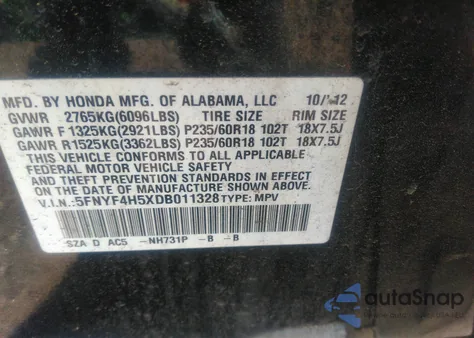 MFD. BY HONDA MFG. OF ALABAMA, LLC 10/12
GVWR 2765KG(6096LBS) TIRE SIZE RIM SIZE
GAWR F 1325KG(2921LBS) P235/60R18 102T 18X7.5J
GAWR R1525KG(3362LBS) P235/60R18 102T 18X7.5J
THIS VEHICLE CONFORMS TO ALL APPLICABLE
FEDERAL MOTOR VEHICLE SAFETY AND
THEFT PREVENTION STANDARDS IN EFFECT ON
THE DATE OF MANUFACTURE SHOWN ABOVE.
V.I.N.:5FNYF4H5XDB011328 TYPE: MPV
SZA D AC5 -NH731P -B -B
autoSnap